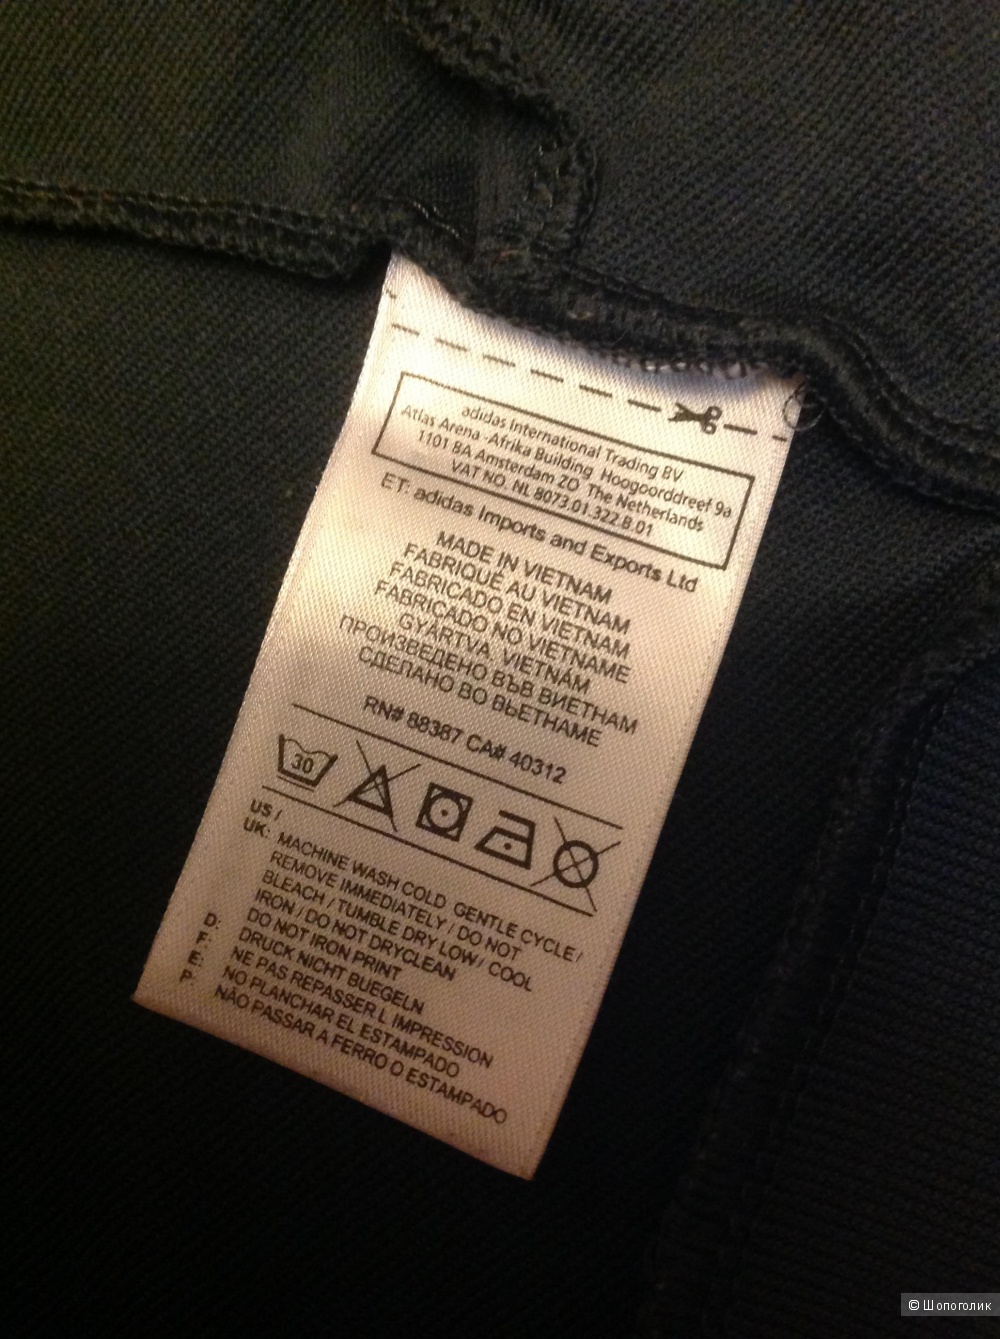 adidas International Trading BV
Atlas Arena -Afrika Building Hoogoorddreef 9a
1101 BA Amsterdam ZO The Netherlands
VAT NO. NL 8073.01.322.B.01
ET: adidas Imports and Exports Ltd
MADE IN VIETNAM
FABRIQUÉ AU VIETNAM
FABRICADO EN VIETNAM
FABRICADO NO VIETNAME
GYÁRTVA: VIETNÁM
ПРОИЗВЕДЕНО ВЪВ ВИЕТНАМ
СДЕЛАНО ВО ВЬЕТНАМЕ
RN# 88387 CA# 40312
30
US /
UK: MACHINE WASH COLD GENTLE CYCLE /
REMOVE IMMEDIATELY / DO NOT
BLEACH / TUMBLE DRY LOW / COOL
IRON / DO NOT DRYCLEAN
DO NOT IRON PRINT
D: DRUCK NICHT BUEGELN
F: NE PAS REPASSER L IMPRESSION
E: NO PLANCHAR EL ESTAMPADO
P: NÃO PASSAR A FERRO O ESTAMPADO
© Шопоголик